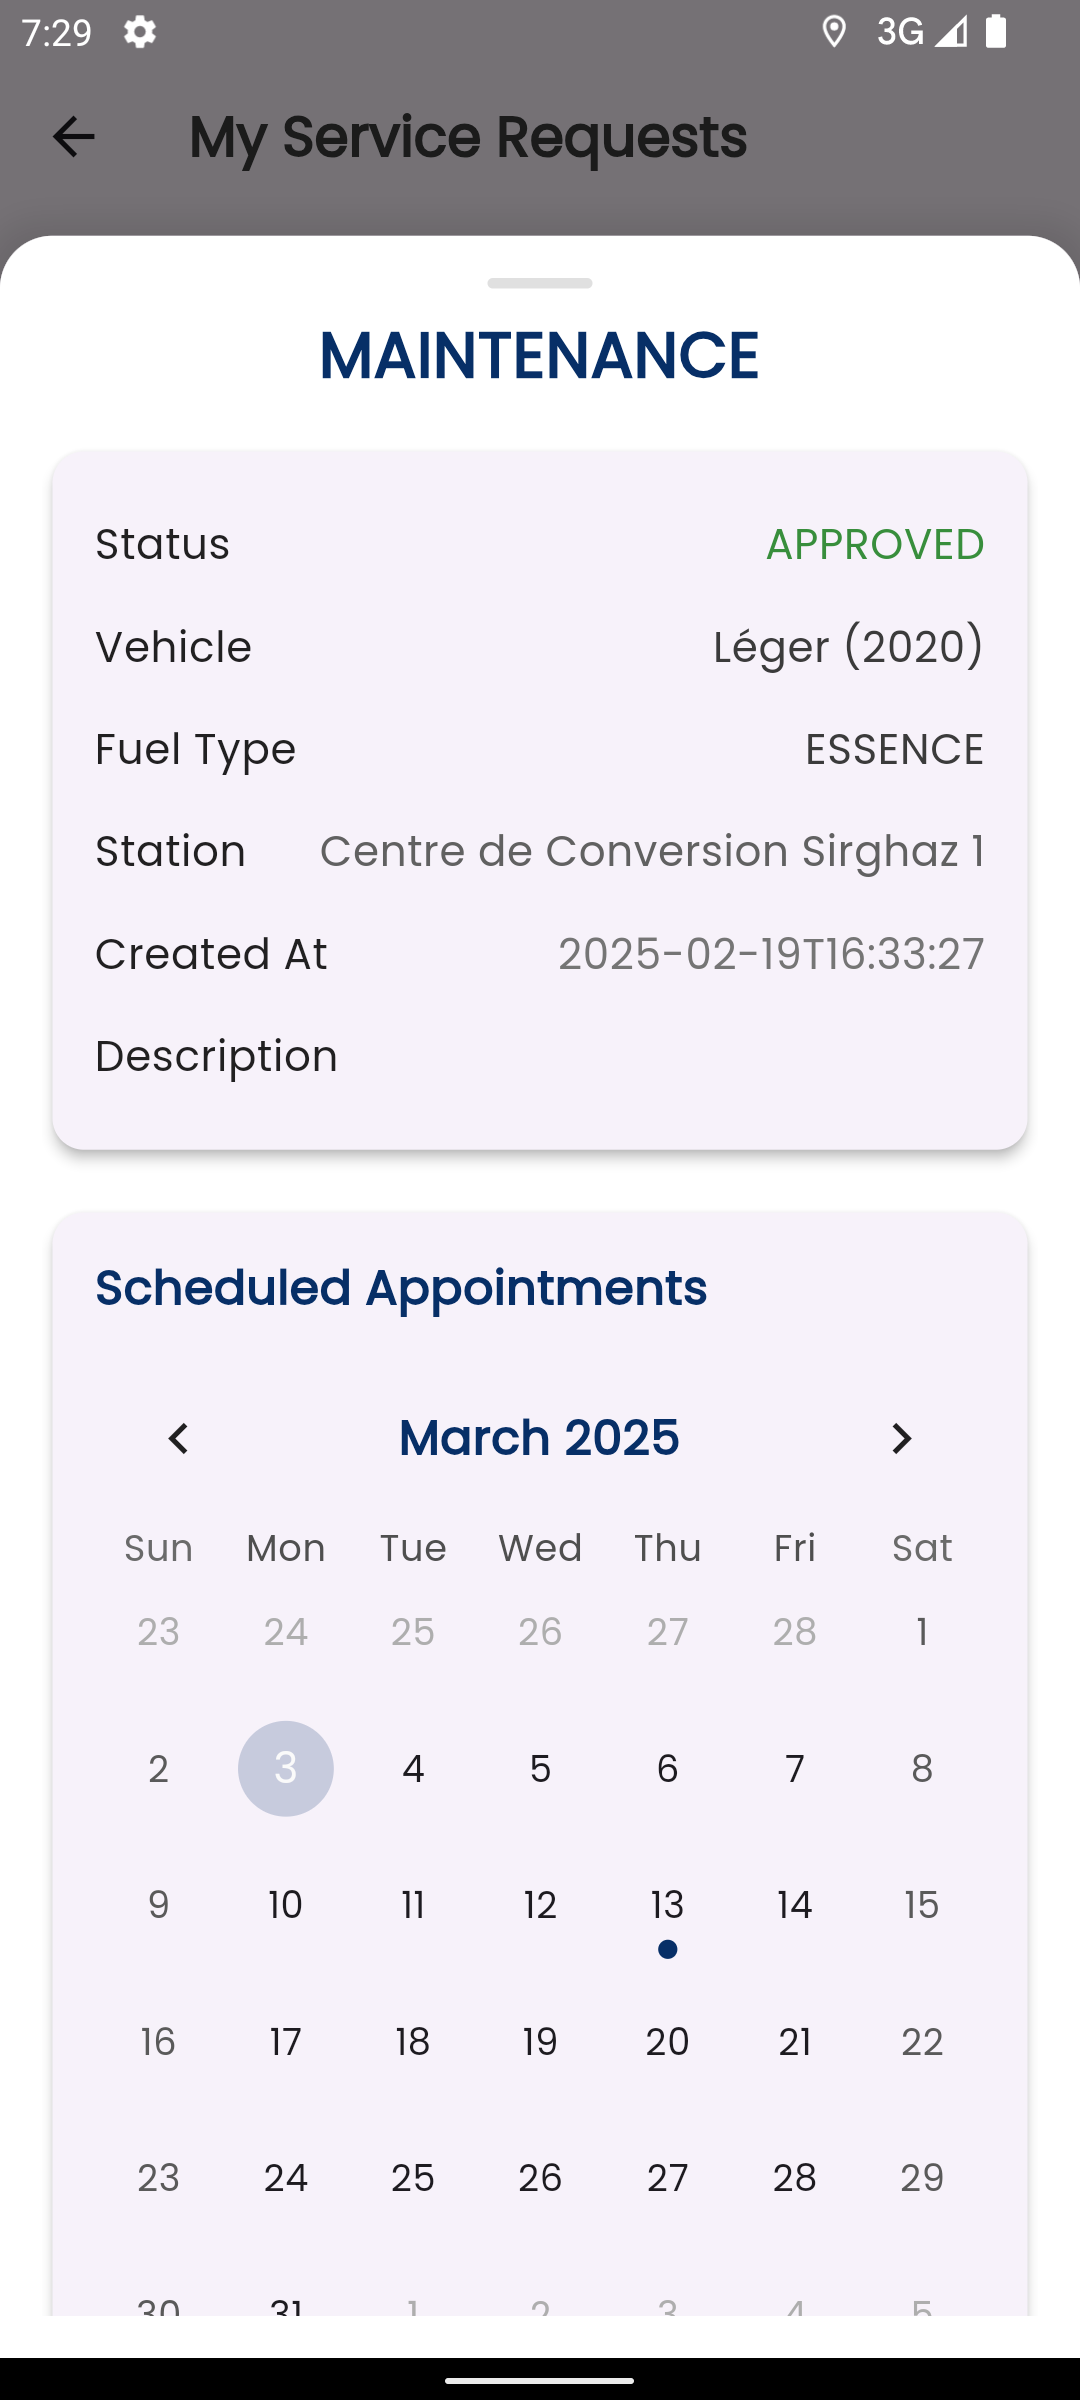 7:29 3G
My Service Requests
MAINTENANCE
Status APPROVED
Vehicle Léger (2020)
Fuel Type ESSENCE
Station Centre de Conversion Sirghaz 1
Created At 2025-02-19T16:33:27
Description
Scheduled Appointments
March 2025
Sun Mon Tue Wed Thu Fri Sat
23 24 25 26 27 28 1
2 3 4 5 6 7 8
9 10 11 12 13 14 15
16 17 18 19 20 21 22
23 24 25 26 27 28 29
30 31 1 2 3 4 5